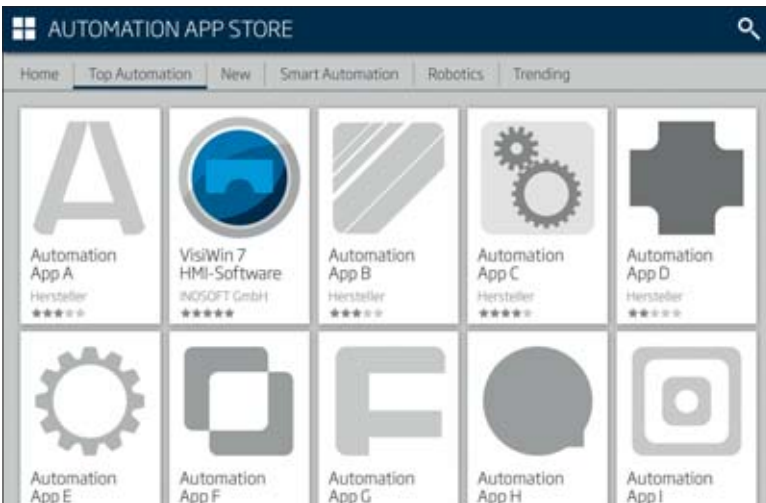 AUTOMATION APP STORE
Home Top Automation New Smart Automation Robotics Trending
Automation
App A
Hersteller
VisiWin 7
HMI-Software
INOSOFT GmbH
Automation
App B
Hersteller
Automation
App C
Hersteller
Automation
App D
Hersteller
Automation
App E
Automation
App F
Automation
App G
Automation
App H
Automation
App I